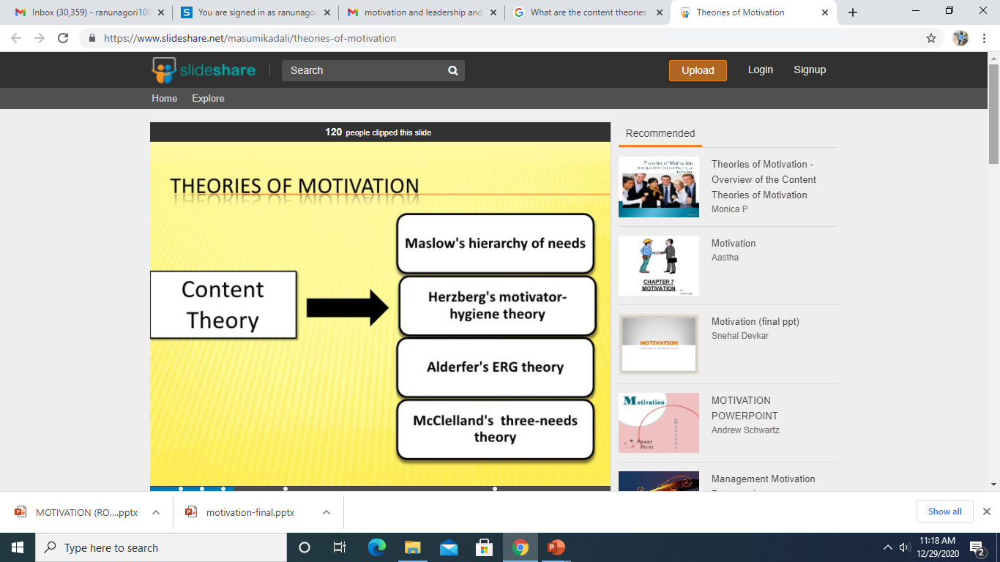 Inbox (30,359) - ranunagori100
You are signed in as ranunagor
motivation and leadership and
What are the content theories
Theories of Motivation
https://www.slideshare.net/masumikadali/theories-of-motivation
slideshare
Search
Upload
Login
Signup
Home
Explore
120 people clipped this slide
THEORIES OF MOTIVATION
Content
Theory
Maslow's hierarchy of needs
Herzberg's motivator-
hygiene theory
Alderfer's ERG theory
McClelland's three-needs
theory
Recommended
Theories of Motivation -
Overview of the Content
Theories of Motivation
Monica P
CHAPTER 7
MOTIVATION
Motivation
Aastha
MOTIVATION
Motivation (final ppt)
Snehal Devkar
Motivation
Power
Point
Content
MOTIVATION
POWERPOINT
Andrew Schwartz
Management Motivation
MOTIVATION (RO....pptx
motivation-final.pptx
Show all
Type here to search
11:18 AM
12/29/2020
2